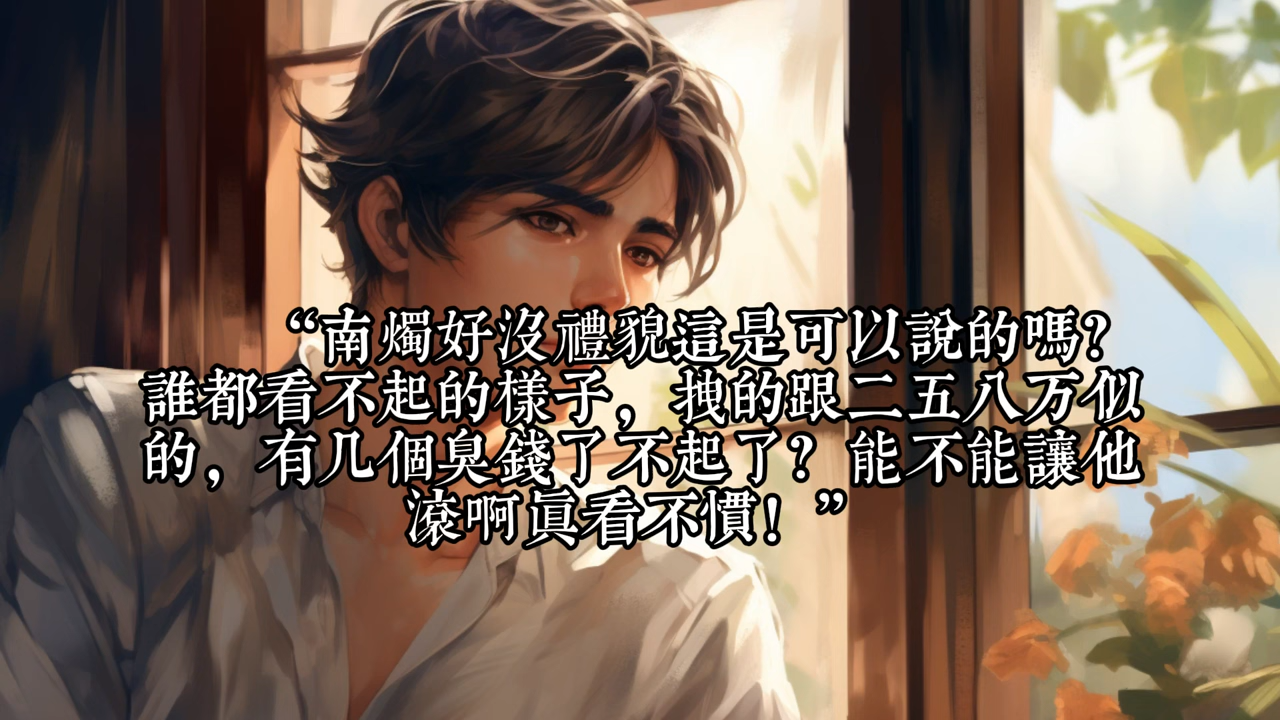 “南燭好沒禮貌這是可以說的嗎？
誰都看不起的樣子，拽的跟二五八万似
的，有几個臭錢了不起了？能不能讓他
滾啊眞看不慣！”